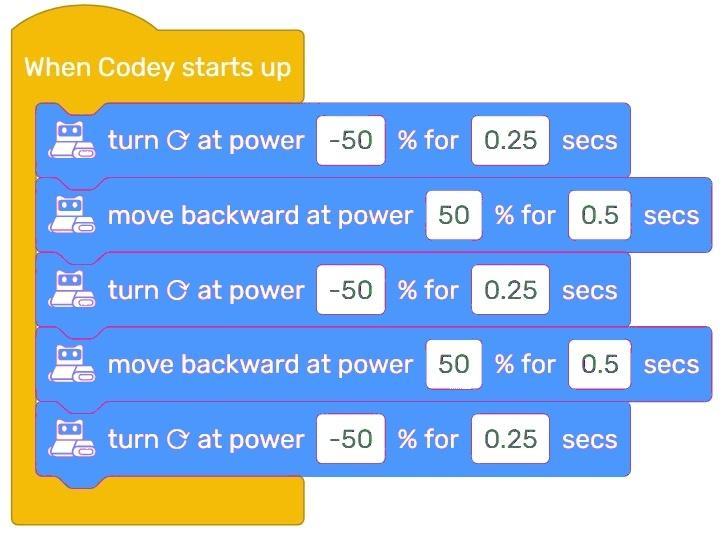 When Codey starts up
turn ⟳ at power -50 % for 0.25 secs
move backward at power 50 % for 0.5 secs
turn ⟳ at power -50 % for 0.25 secs
move backward at power 50 % for 0.5 secs
turn ⟳ at power -50 % for 0.25 secs